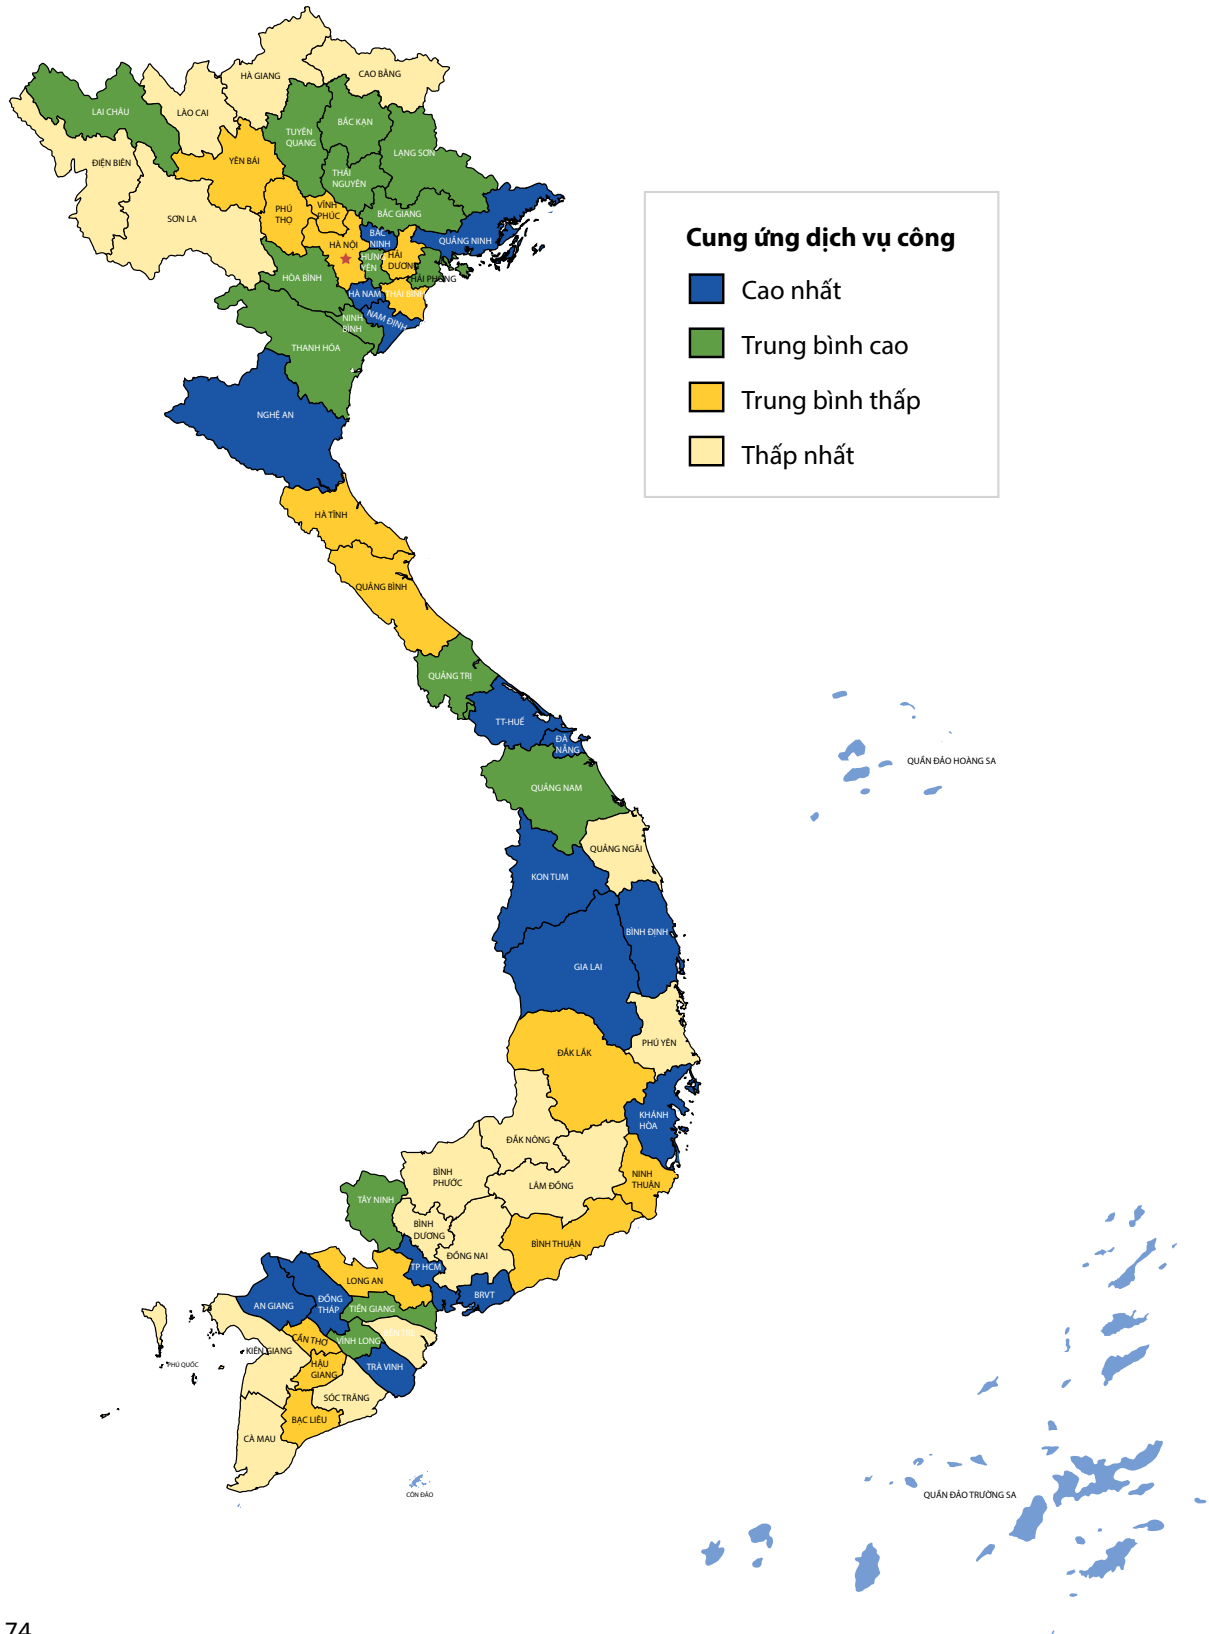 HÀ GIANG
CAO BẰNG
LAI CHÂU
LÀO CAI
BẮC KẠN
TUYÊN
QUANG
LẠNG SƠN
ĐIỆN BIÊN
YÊN BÁI
THÁI
NGUYÊN
SƠN LA
PHÚ
THỌ
VĨNH
PHÚC
BẮC GIANG
BẮC
NINH
QUẢNG NINH
HÀ NỘI
HƯNG
YÊN
HẢI
DƯƠNG
HÒA BÌNH
HẢI PHÒNG
HÀ NAM
THÁI BÌNH
NAM ĐỊNH
NINH
BÌNH
THANH HÓA
NGHỆ AN
HÀ TĨNH
QUẢNG BÌNH
QUẢNG TRỊ
TT-HUẾ
ĐÀ
NẴNG
QUẢNG NAM
QUẢNG NGÃI
KON TUM
BÌNH ĐỊNH
GIA LAI
PHÚ YÊN
ĐẮK LẮK
KHÁNH
HÒA
ĐẮK NÔNG
BÌNH
PHƯỚC
LÂM ĐỒNG
NINH
THUẬN
TÂY NINH
BÌNH
DƯƠNG
ĐỒNG NAI
BÌNH THUẬN
TP HCM
LONG AN
BRVT
AN GIANG
ĐỒNG
THÁP
TIỀN GIANG
CẦN THƠ
VĨNH LONG
BẾN TRE
KIÊN GIANG
PHÚ QUỐC
HẬU
GIANG
TRÀ VINH
SÓC TRĂNG
BẠC LIÊU
CÀ MAU
CÔN ĐẢO
Cung ứng dịch vụ công
Cao nhất
Trung bình cao
Trung bình thấp
Thấp nhất
QUẦN ĐẢO HOÀNG SA
QUẦN ĐẢO TRƯỜNG SA
74